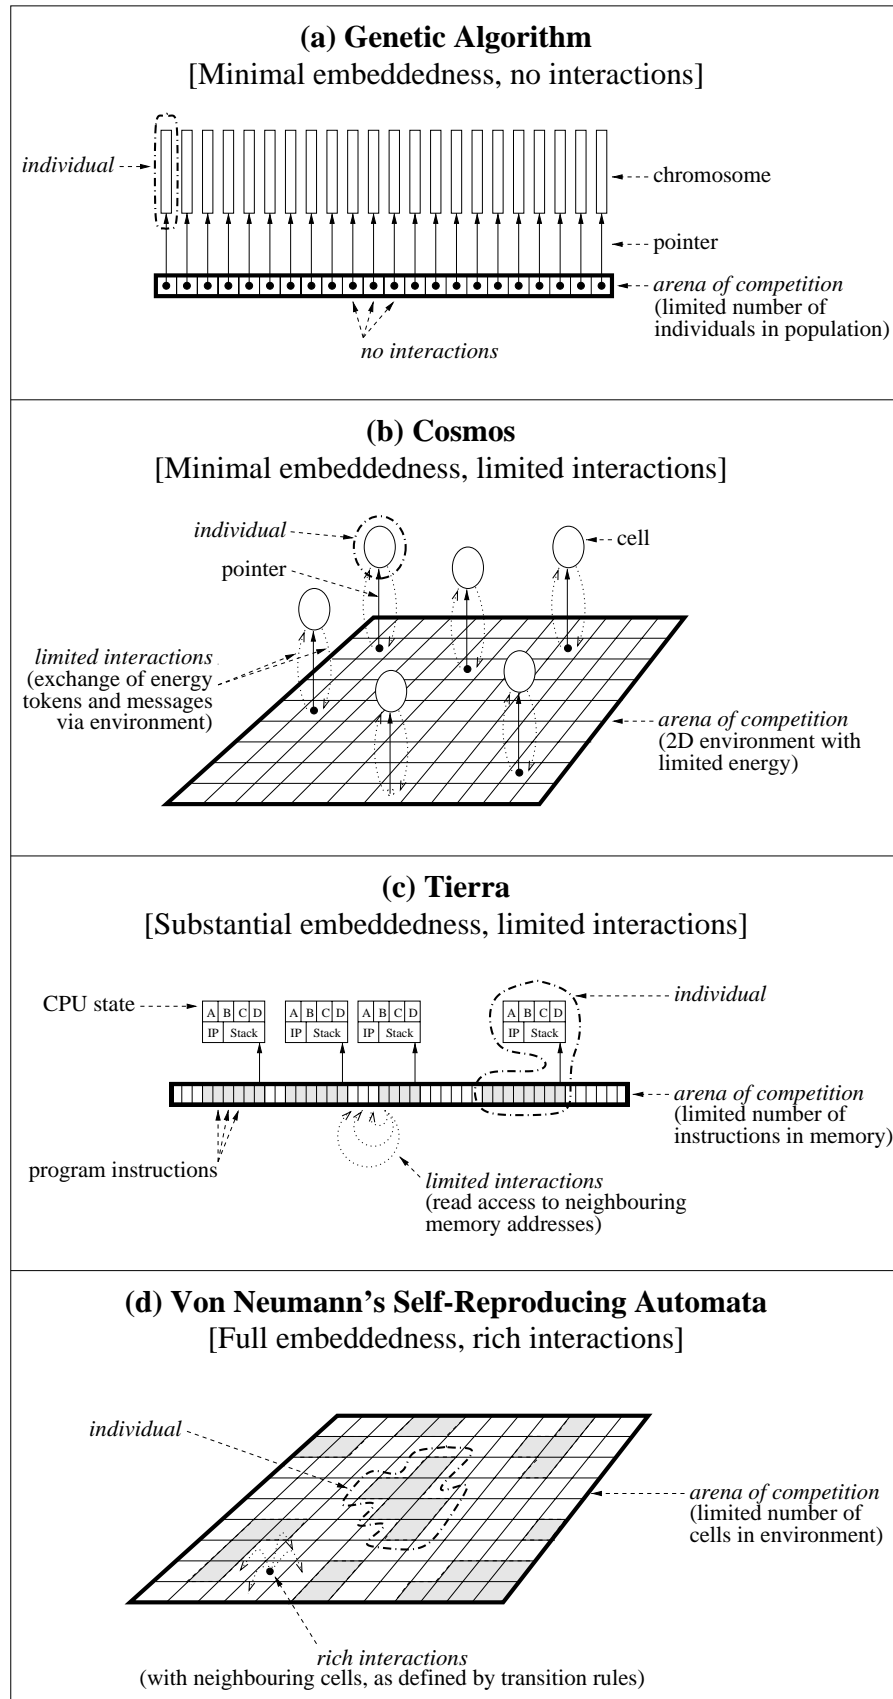 (a) Genetic Algorithm
[Minimal embeddedness, no interactions]
individual
chromosome
pointer
arena of competition
(limited number of
individuals in population)
no interactions
(b) Cosmos
[Minimal embeddedness, limited interactions]
individual
cell
pointer
limited interactions
(exchange of energy
tokens and messages
via environment)
arena of competition
(2D environment with
limited energy)
(c) Tierra
[Substantial embeddedness, limited interactions]
individual
CPU state
A B C D
IP Stack
A B C D
IP Stack
A B C D
IP Stack
A B C D
IP Stack
arena of competition
(limited number of
instructions in memory)
program instructions
limited interactions
(read access to neighbouring
memory addresses)
(d) Von Neumann's Self-Reproducing Automata
[Full embeddedness, rich interactions]
individual
arena of competition
(limited number of
cells in environment)
rich interactions
(with neighbouring cells, as defined by transition rules)